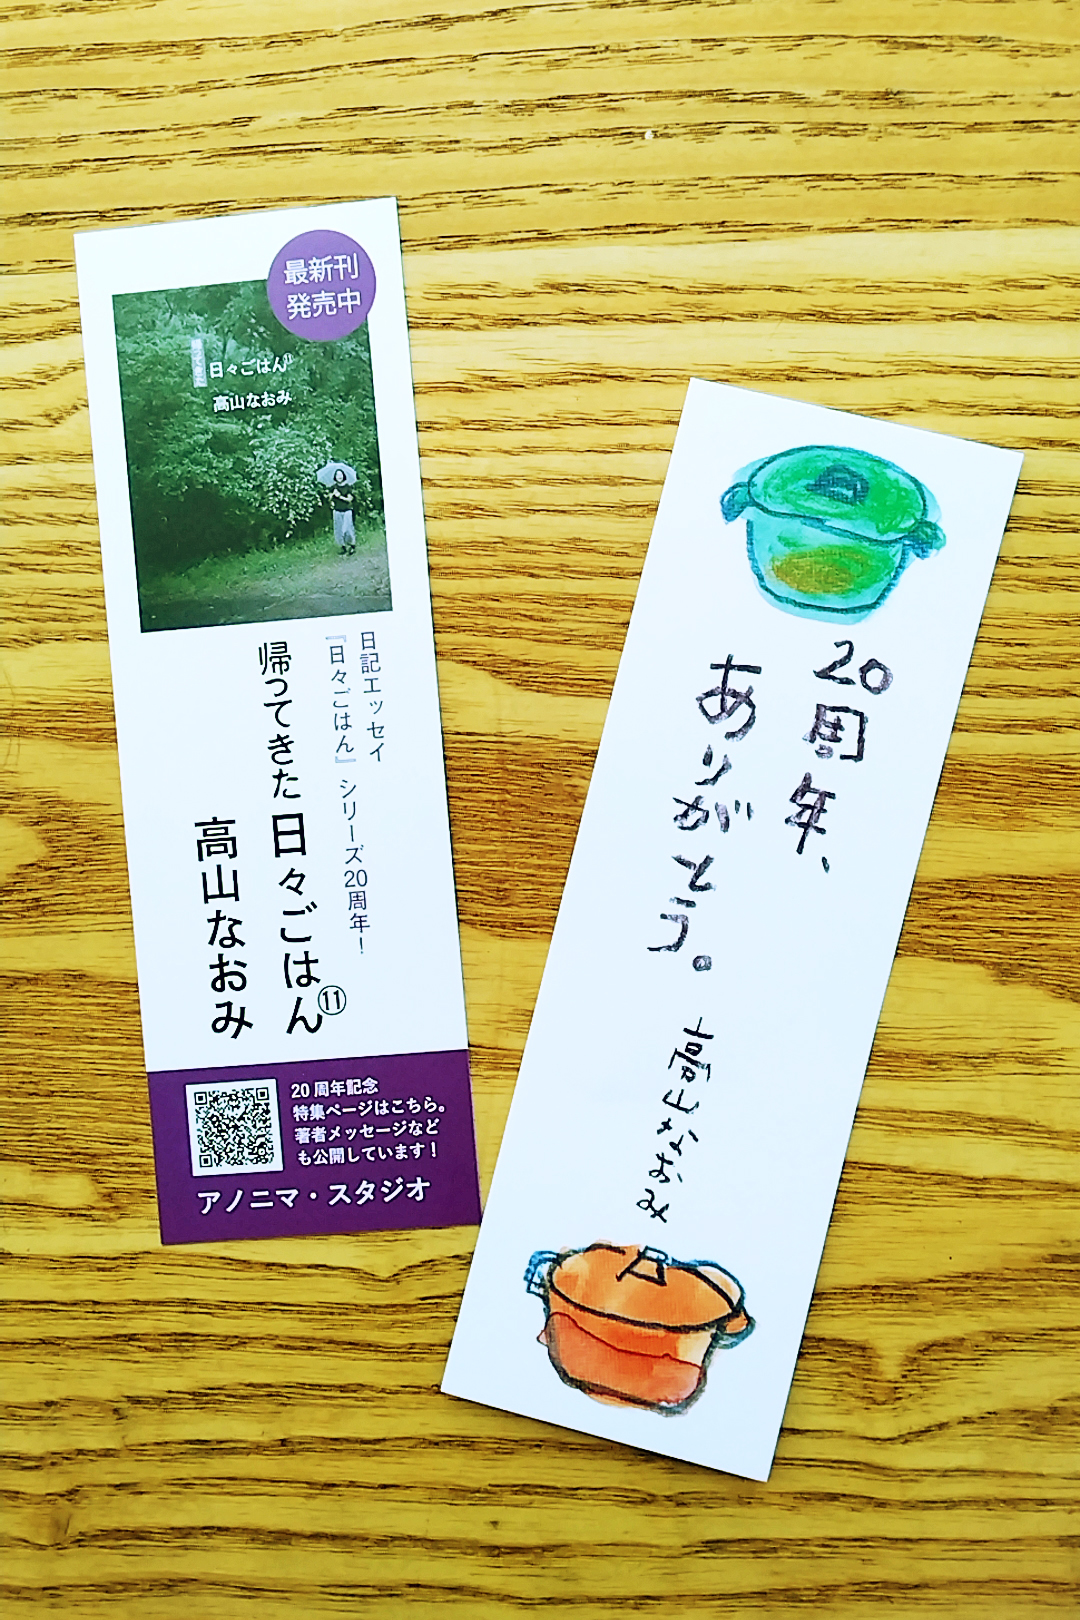 最新刊
発売中
帰ってきた
日々ごはん⑪
高山なおみ
日記エッセイ
『日々ごはん』シリーズ20周年！
帰ってきた 日々ごはん⑪
高山なおみ
20周年記念
特集ページはこちら。
著者メッセージなど
も公開しています！
アノニマ・スタジオ
20周年、
ありがとう。
高山なおみ